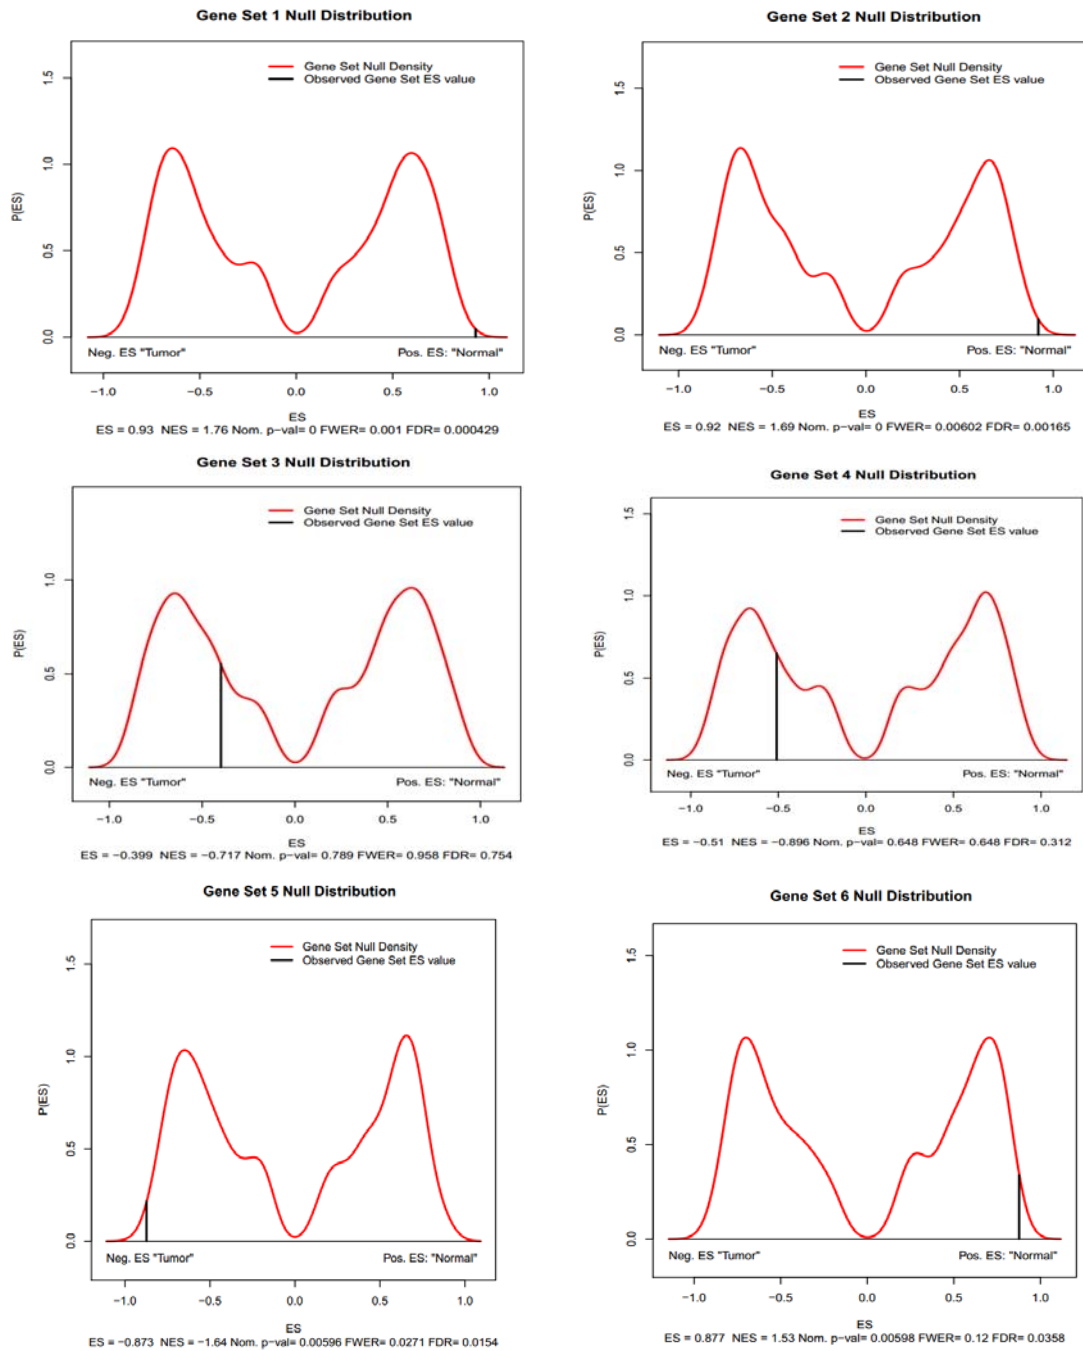 Gene Set 1 Null Distribution
Gene Set Null Density
Observed Gene Set ES value
P(ES)
1.5
1.0
0.5
0.0
Neg. ES "Tumor"
Pos. ES: "Normal"
−1.0 −0.5 0.0 0.5 1.0
ES
ES = 0.93 NES = 1.76 Nom. p−val= 0 FWER= 0.001 FDR= 0.000429
Gene Set 2 Null Distribution
Gene Set Null Density
Observed Gene Set ES value
P(ES)
1.5
1.0
0.5
0.0
Neg. ES "Tumor"
Pos. ES: "Normal"
−1.0 −0.5 0.0 0.5 1.0
ES
ES = 0.92 NES = 1.69 Nom. p−val= 0 FWER= 0.00602 FDR= 0.00165
Gene Set 3 Null Distribution
Gene Set Null Density
Observed Gene Set ES value
P(ES)
1.0
0.5
0.0
Neg. ES "Tumor"
Pos. ES: "Normal"
−1.0 −0.5 0.0 0.5 1.0
ES
ES = −0.399 NES = −0.717 Nom. p−val= 0.789 FWER= 0.958 FDR= 0.754
Gene Set 4 Null Distribution
Gene Set Null Density
Observed Gene Set ES value
P(ES)
1.5
1.0
0.5
0.0
Neg. ES "Tumor"
Pos. ES: "Normal"
−1.0 −0.5 0.0 0.5 1.0
ES
ES = −0.51 NES = −0.896 Nom. p−val= 0.648 FWER= 0.648 FDR= 0.312
Gene Set 5 Null Distribution
Gene Set Null Density
Observed Gene Set ES value
P(ES)
1.5
1.0
0.5
0.0
Neg. ES "Tumor"
Pos. ES: "Normal"
−1.0 −0.5 0.0 0.5 1.0
ES
ES = −0.873 NES = −1.64 Nom. p−val= 0.00596 FWER= 0.0271 FDR= 0.0154
Gene Set 6 Null Distribution
Gene Set Null Density
Observed Gene Set ES value
P(ES)
1.5
1.0
0.5
0.0
Neg. ES "Tumor"
Pos. ES: "Normal"
−1.0 −0.5 0.0 0.5 1.0
ES
ES = 0.877 NES = 1.53 Nom. p−val= 0.00598 FWER= 0.12 FDR= 0.0358